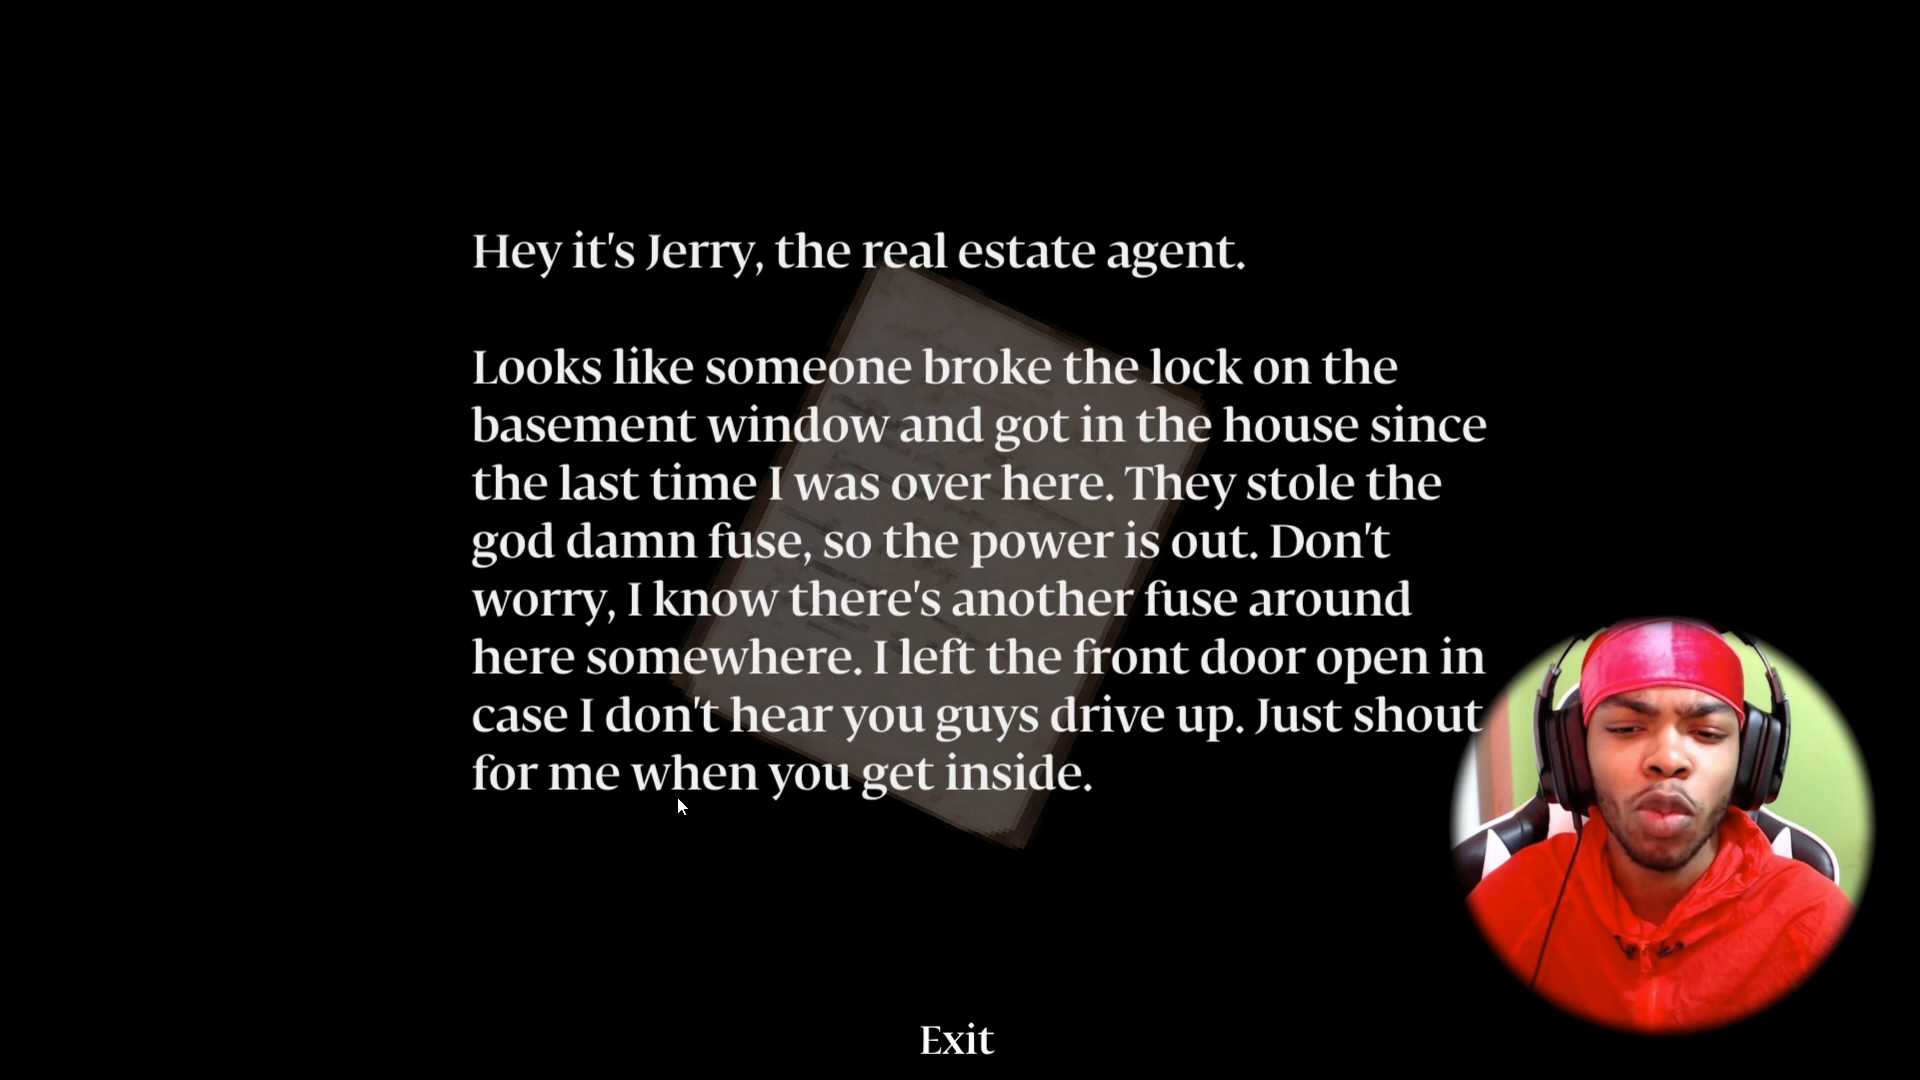 Hey it's Jerry, the real estate agent.
Looks like someone broke the lock on the
basement window and got in the house since
the last time I was over here. They stole the
god damn fuse, so the power is out. Don't
worry, I know there's another fuse around
here somewhere. I left the front door open in
case I don't hear you guys drive up. Just shout
for me when you get inside.
Exit